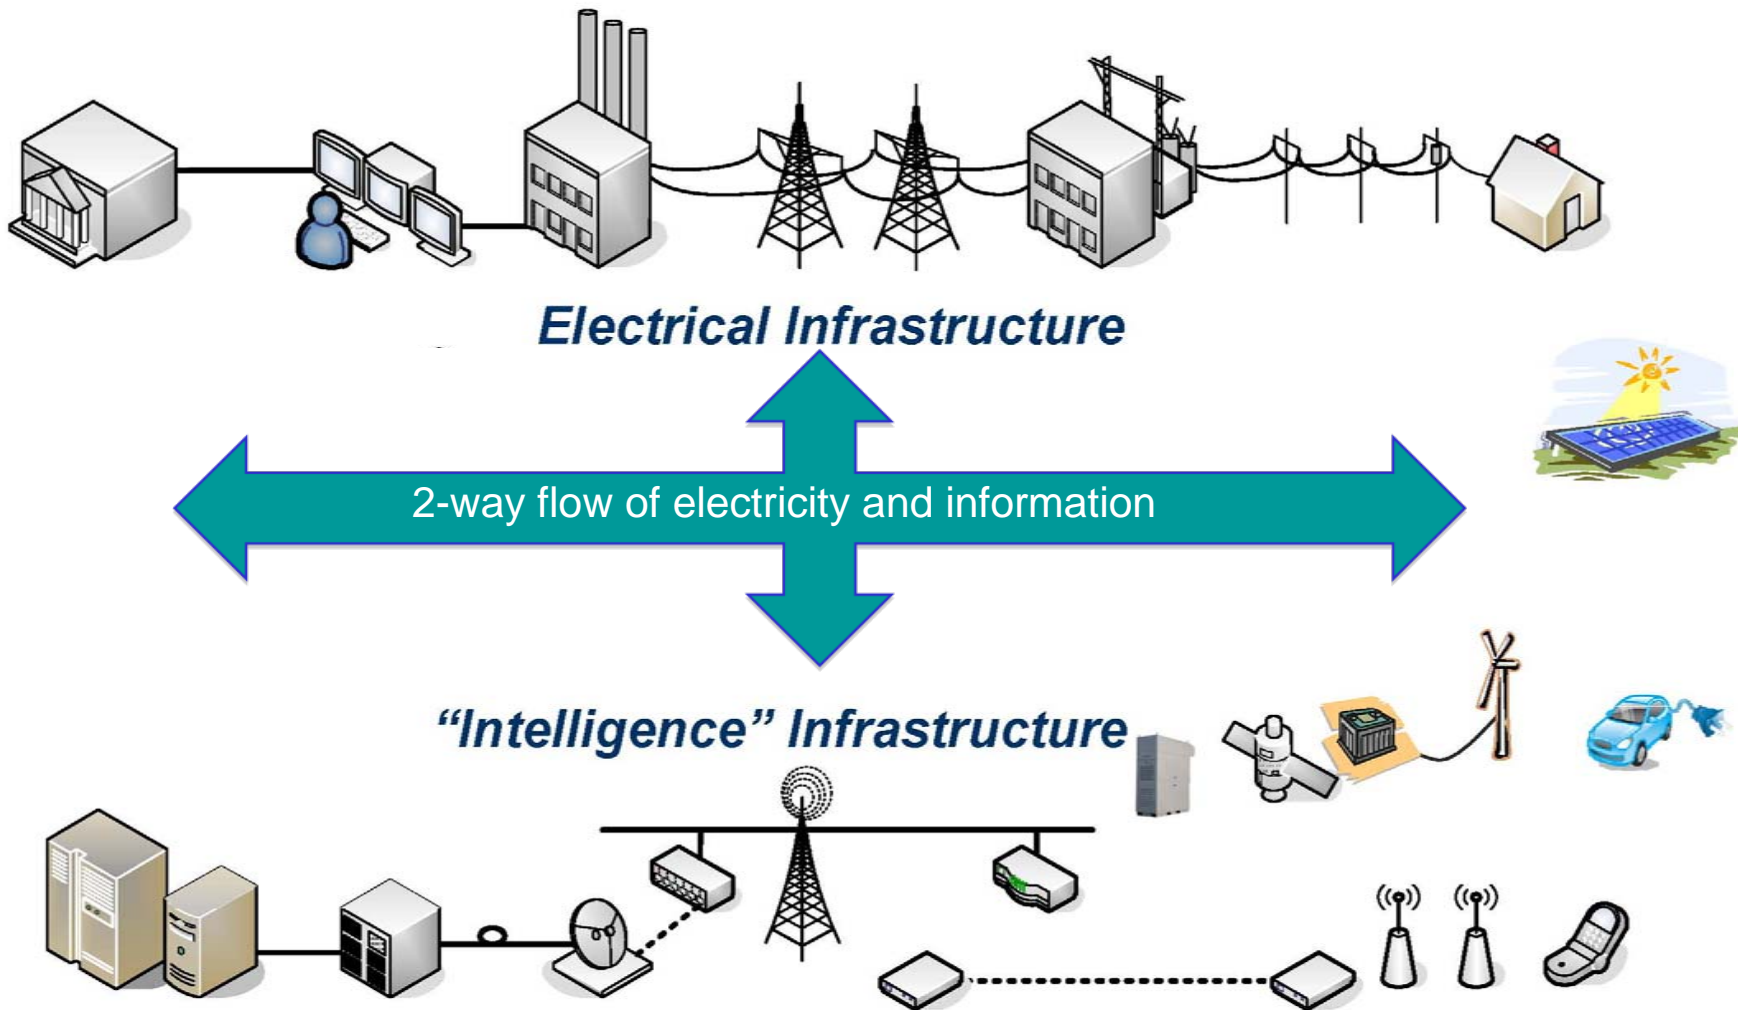 Electrical Infrastructure
2-way flow of electricity and information
“Intelligence” Infrastructure